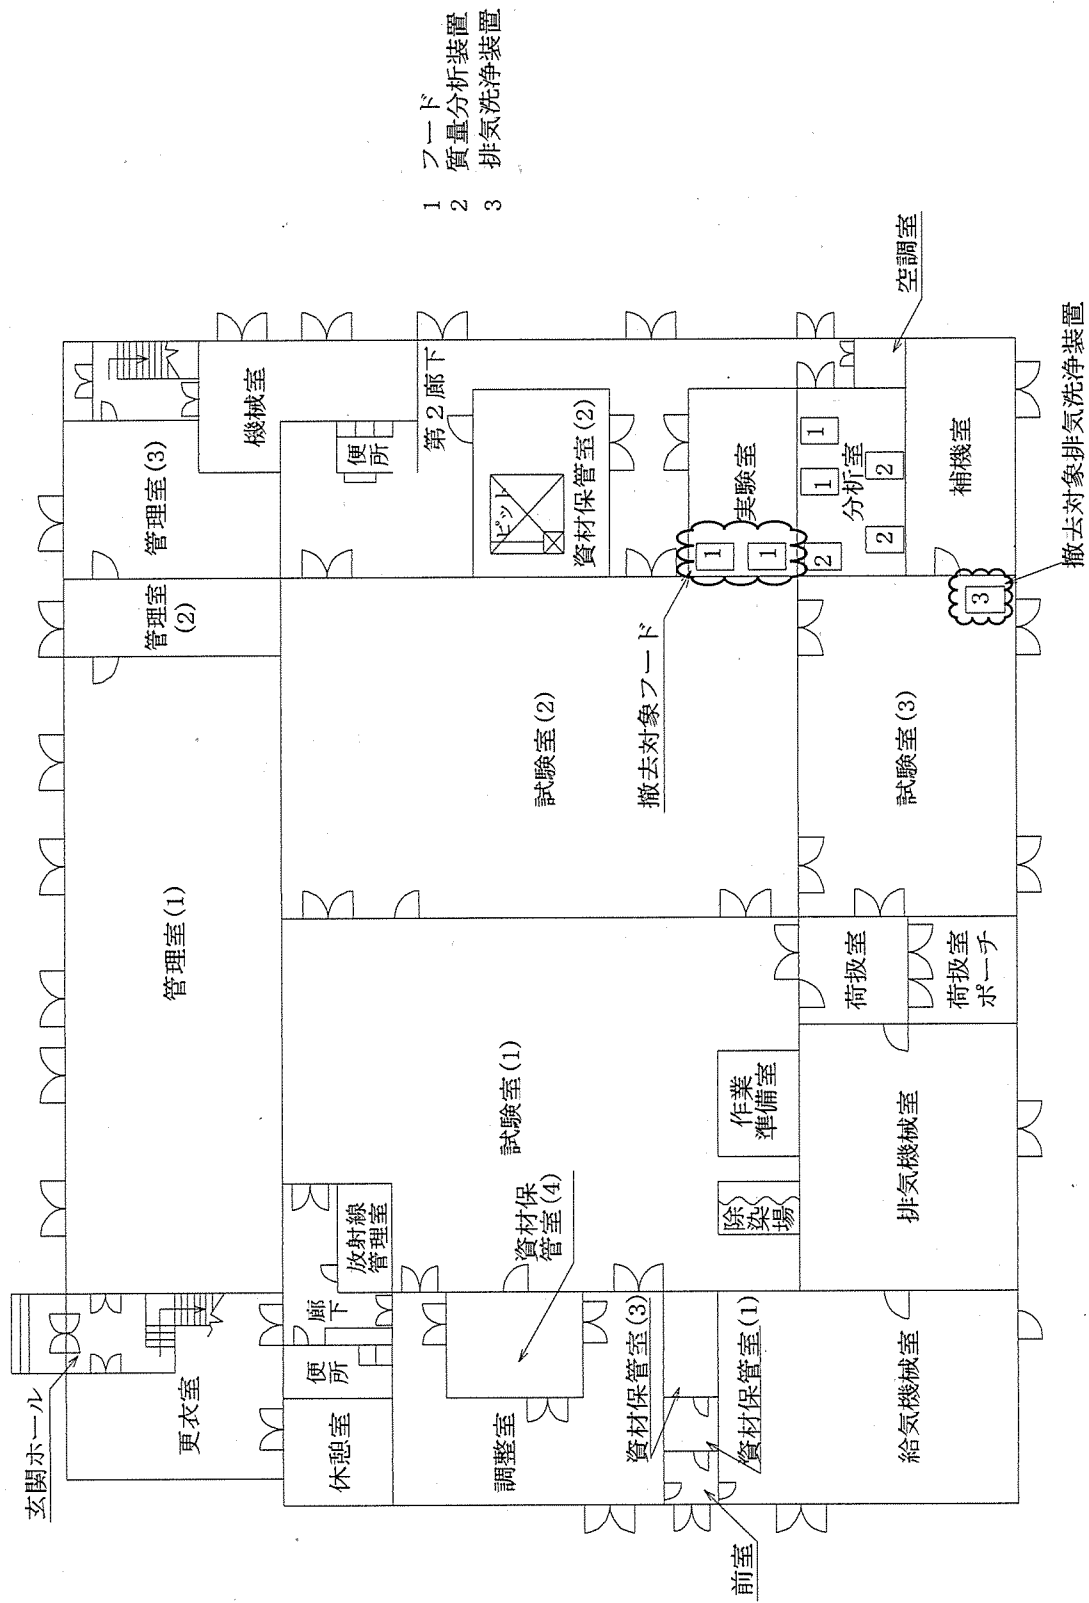 玄関ホール
更衣室
管理室(1)
管理室
(2)
管理室(3)
機械室
休憩室
便所
廊下
放射線
管理室
便所
第2廊下
調整室
資材保
管室(4)
試験室(1)
試験室(2)
ピット
資材保管室(2)
資材保管室(3)
資材保管室(1)
前室
除染場
作業
準備室
撤去対象フード
実験室
1
1
分析室
1
1
2
2
2
空調室
給気機械室
排気機械室
荷扱室
荷扱室
ポーチ
試験室(3)
補機室
3
撤去対象排気洗浄装置
1 フード
2 質量分析装置
3 排気洗浄装置